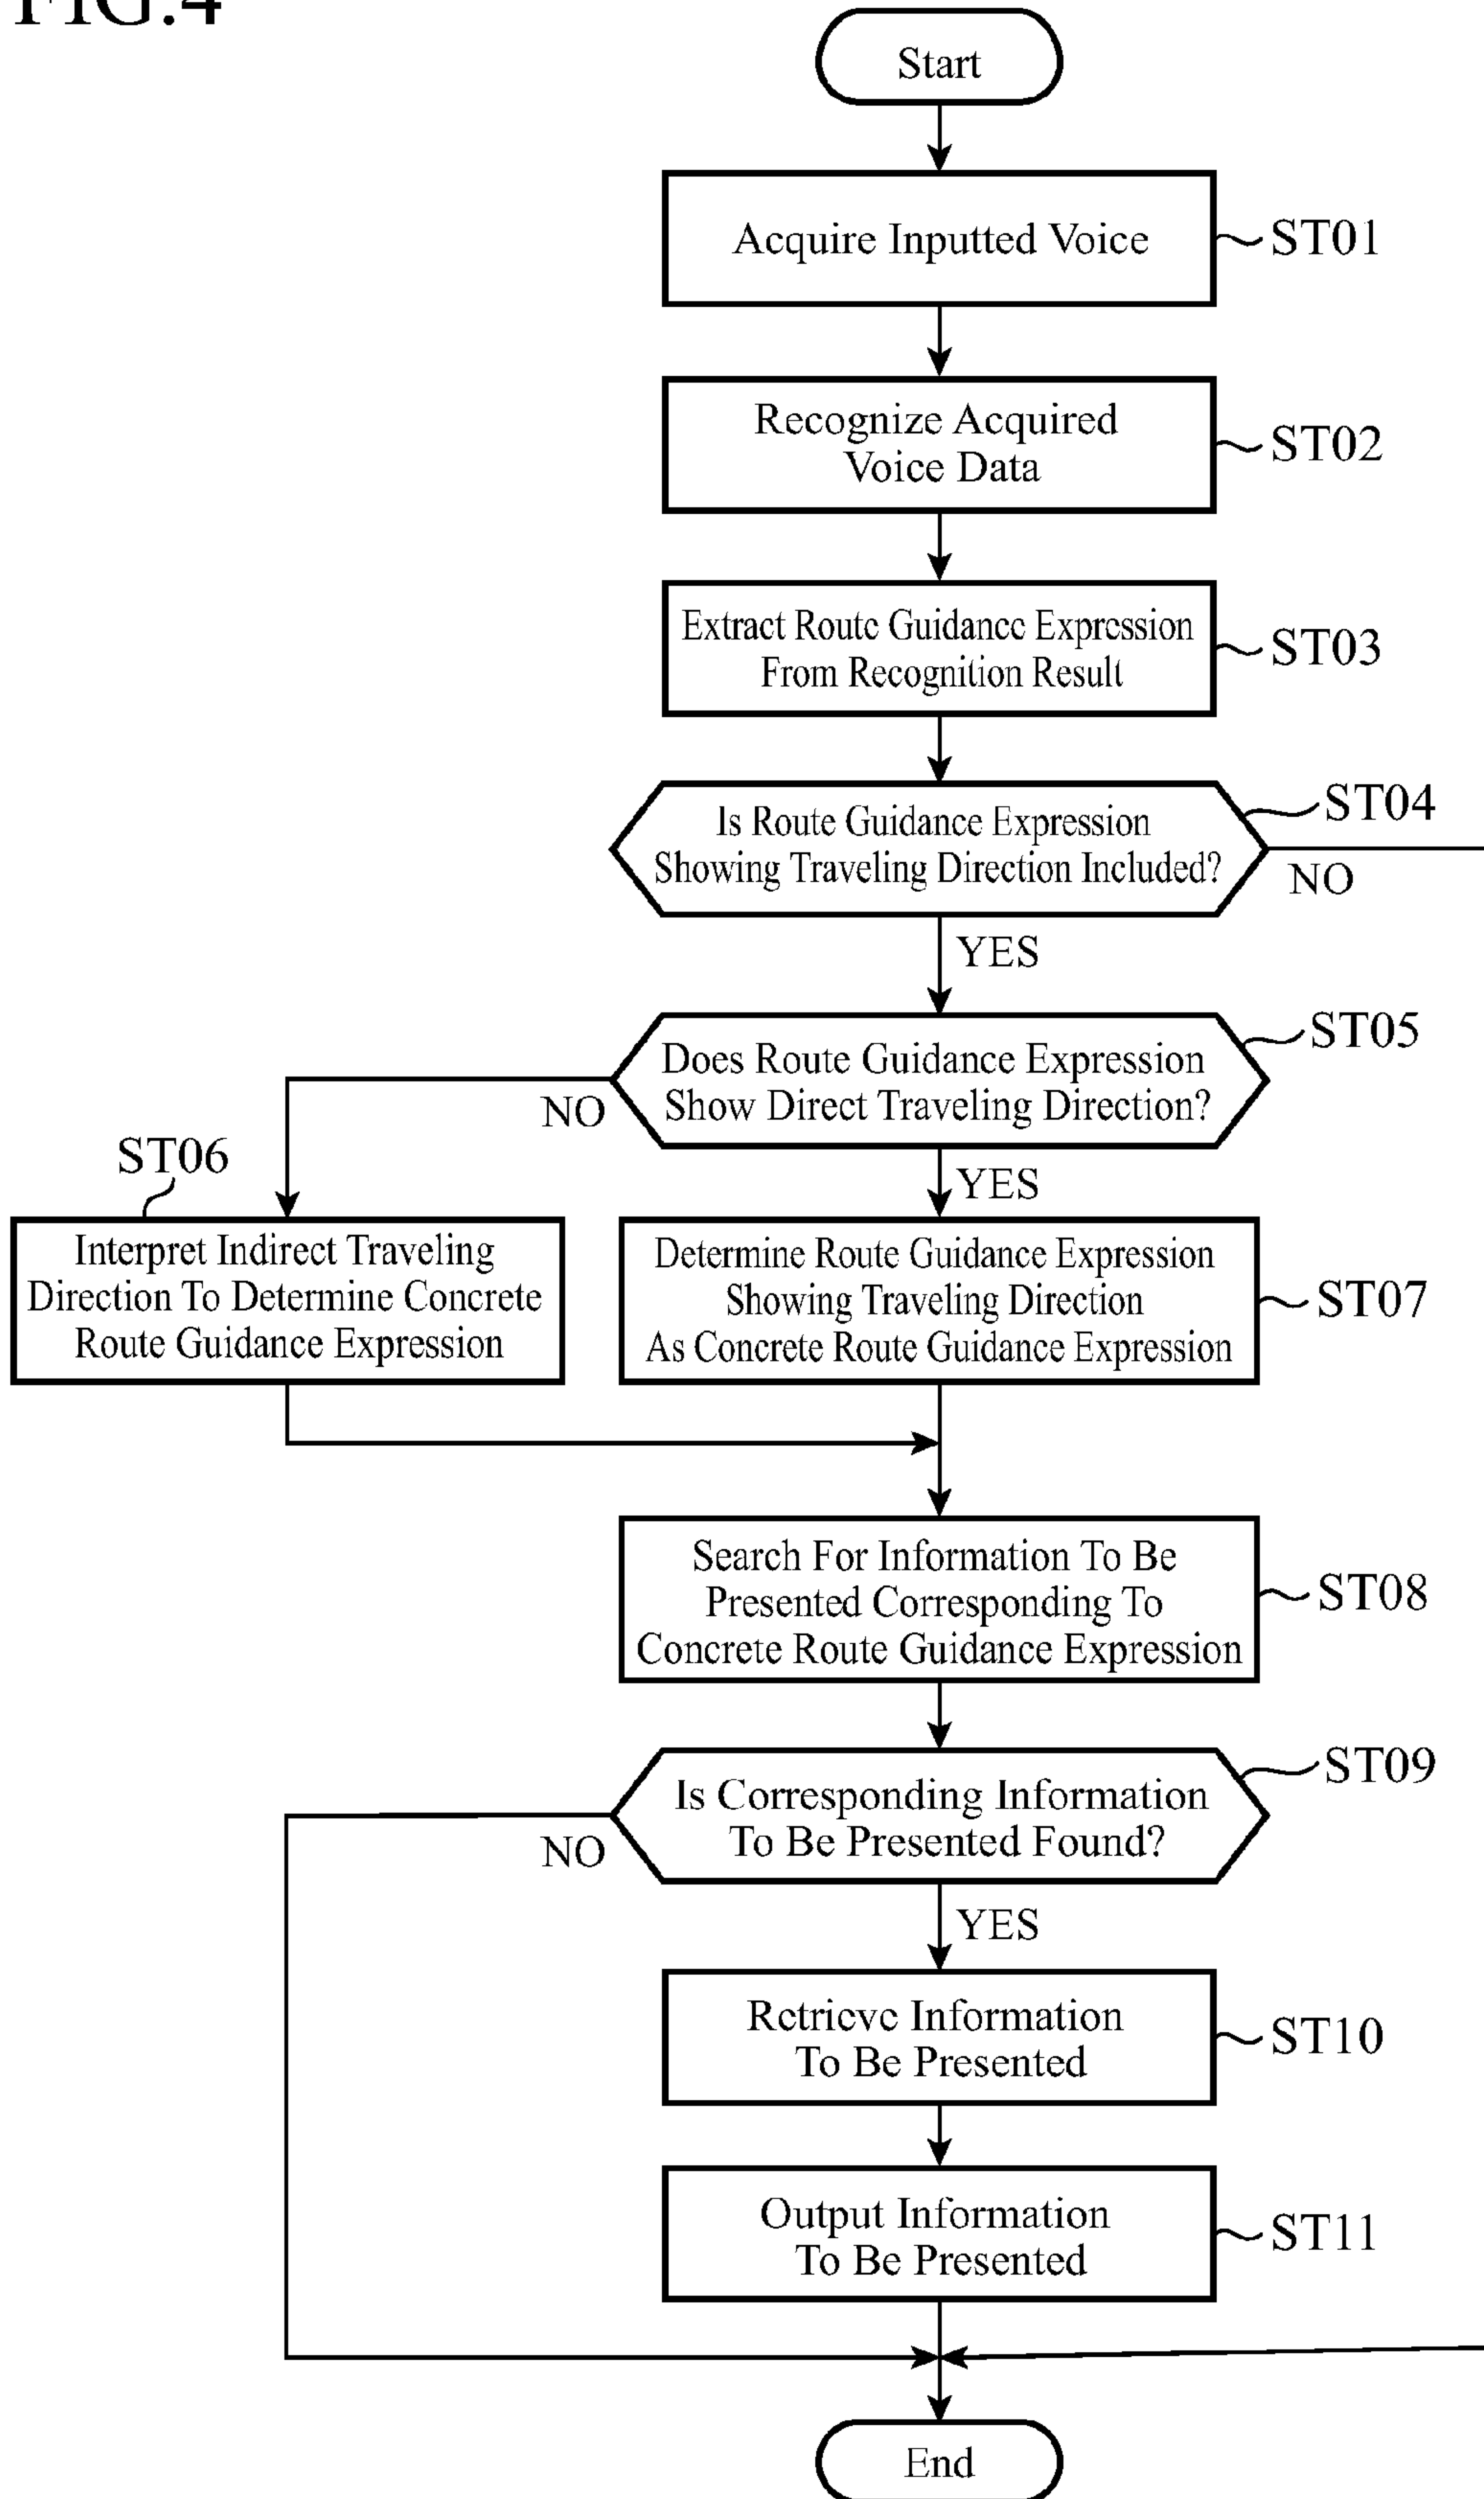 FIG.4
Start
Acquire Inputted Voice
ST01
Recognize Acquired
Voice Data
ST02
Extract Route Guidance Expression
From Recognition Result
ST03
Is Route Guidance Expression
Showing Traveling Direction Included?
ST04
NO
YES
Does Route Guidance Expression
Show Direct Traveling Direction?
ST05
NO
YES
ST06
Interpret Indirect Traveling
Direction To Determine Concrete
Route Guidance Expression
Determine Route Guidance Expression
Showing Traveling Direction
As Concrete Route Guidance Expression
ST07
Search For Information To Be
Presented Corresponding To
Concrete Route Guidance Expression
ST08
Is Corresponding Information
To Be Presented Found?
ST09
NO
YES
Retrieve Information
To Be Presented
ST10
Output Information
To Be Presented
ST11
End